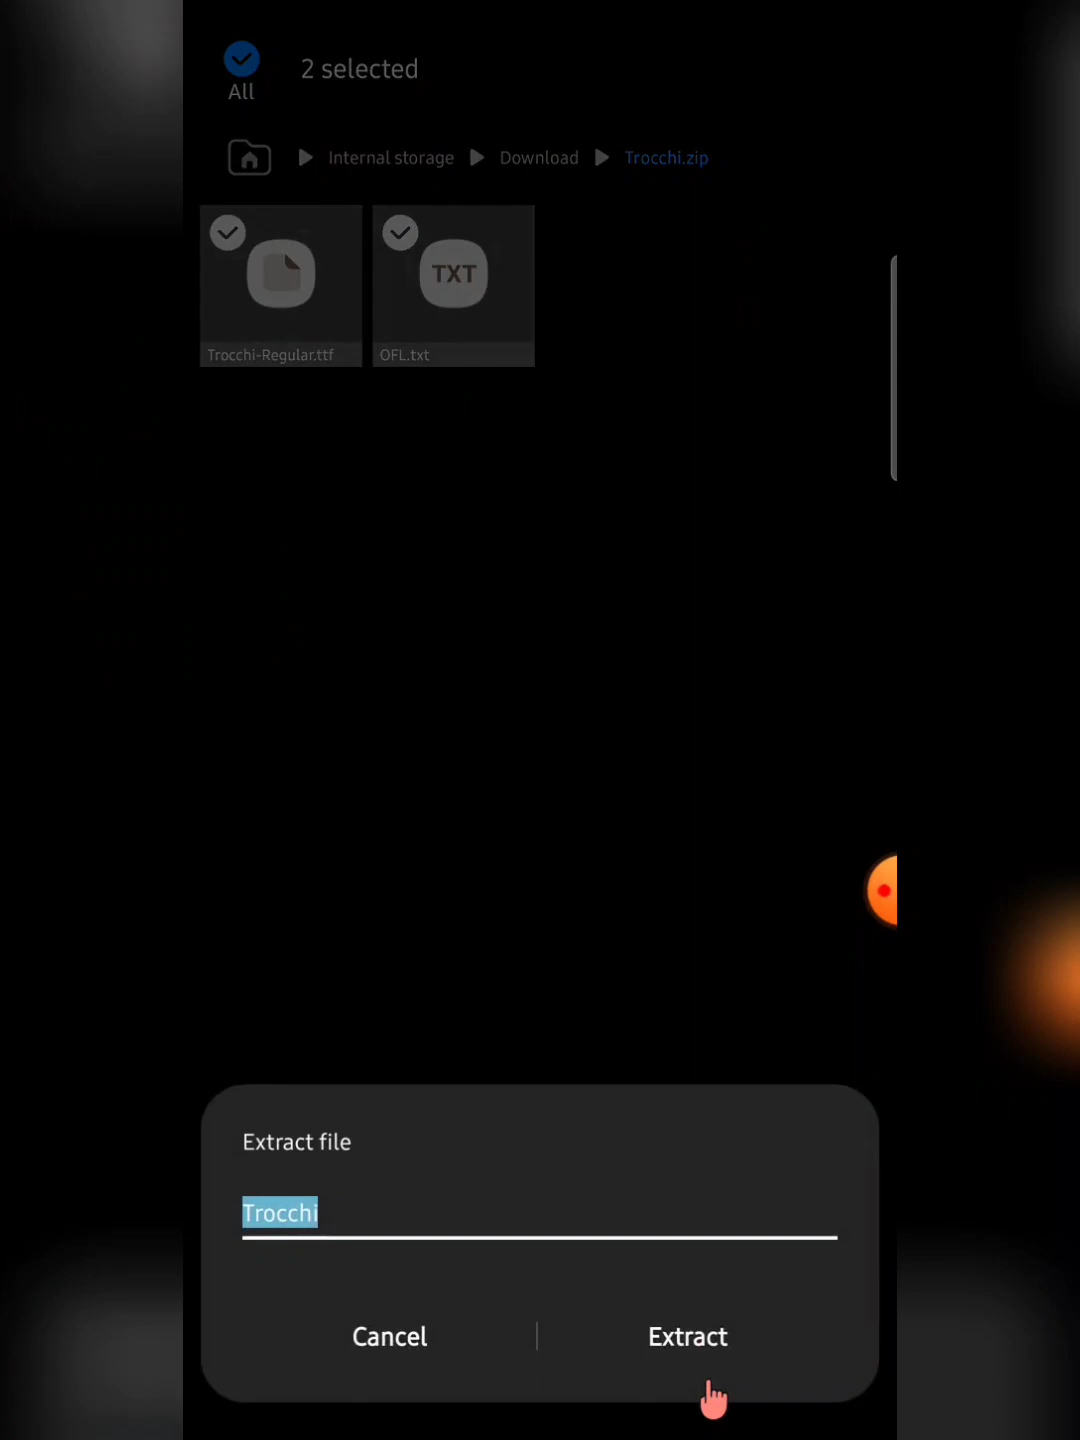 All
2 selected
Internal storage
Download
Trocchi.zip
TXT
Trocchi-Regular.ttf
OFL.txt
Extract file
Trocchi
Cancel
Extract